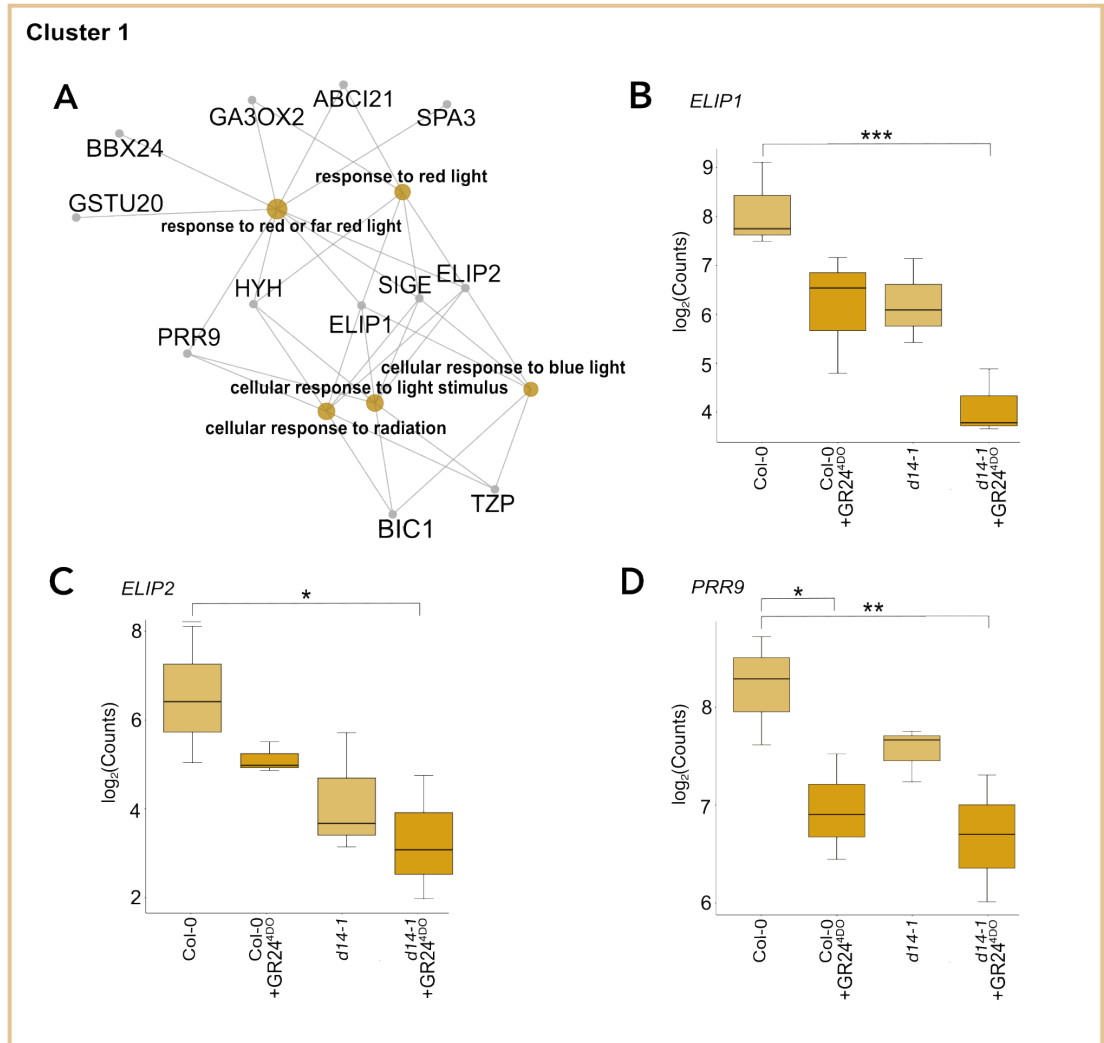 Cluster 1
A
ABCI21
GA3OX2
SPA3
BBX24
response to red light
GSTU20
response to red or far red light
ELIP2
SIGE
HYH
ELIP1
PRR9
cellular response to blue light
cellular response to light stimulus
cellular response to radiation
TZP
BIC1
B ELIP1
***
9
8
7
6
5
4
log₂(Counts)
Col-0
Col-0
+GR24⁴ᴰᴼ
d14-1
d14-1
+GR24⁴ᴰᴼ
C ELIP2
*
8
6
4
2
log₂(Counts)
Col-0
Col-0
+GR24⁴ᴰᴼ
d14-1
d14-1
+GR24⁴ᴰᴼ
D PRR9
*
**
8
7
6
log₂(Counts)
Col-0
Col-0
+GR24⁴ᴰᴼ
d14-1
d14-1
+GR24⁴ᴰᴼ